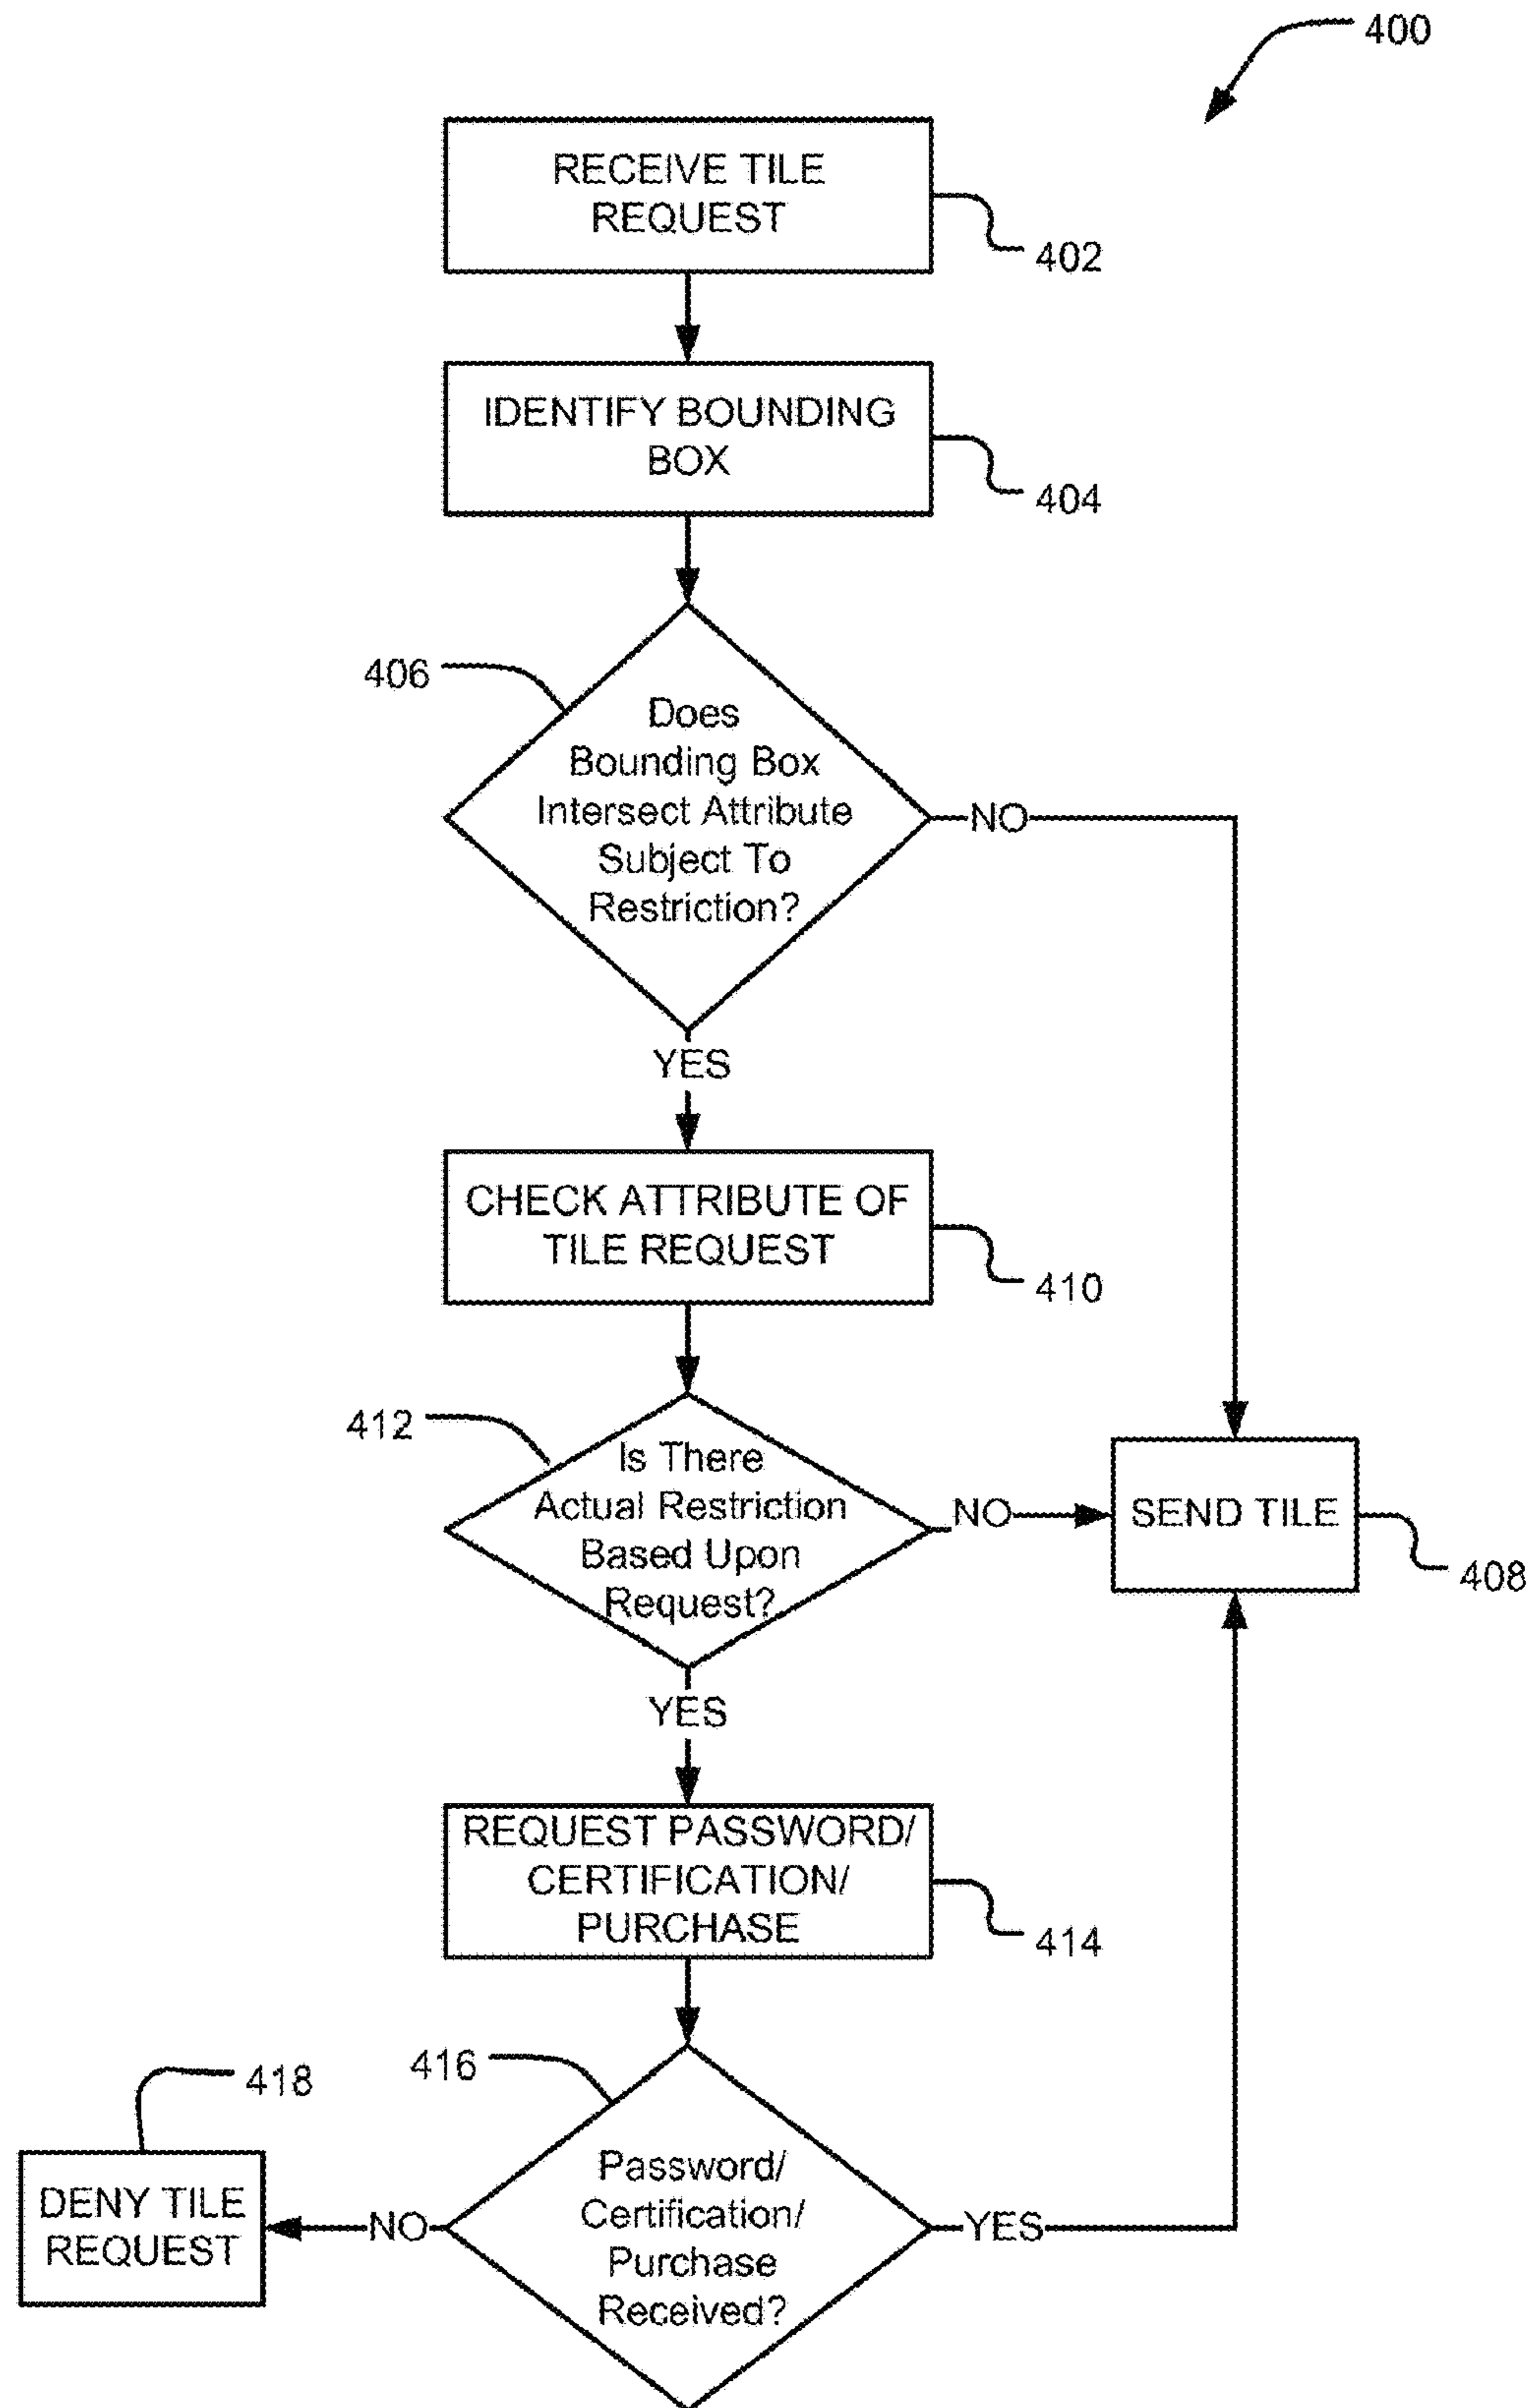 400
RECEIVE TILE
REQUEST
402
IDENTIFY BOUNDING
BOX
404
406
Does
Bounding Box
Intersect Attribute
Subject To
Restriction?
NO
YES
CHECK ATTRIBUTE OF
TILE REQUEST
410
412
Is There
Actual Restriction
Based Upon
Request?
NO
SEND TILE
408
YES
REQUEST PASSWORD/
CERTIFICATION/
PURCHASE
414
416
418
Password/
Certification/
Purchase
Received?
NO
YES
DENY TILE
REQUEST